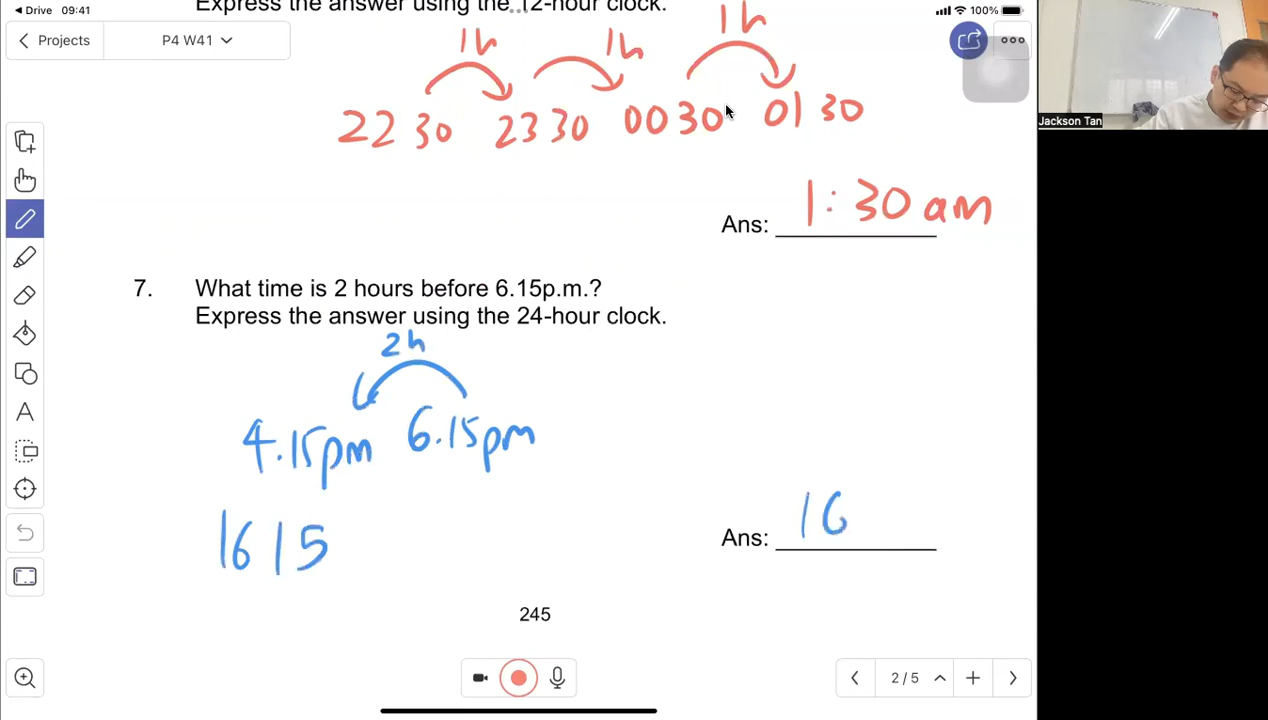 Drive 09:41 100%
Express the answer using the 12-hour clock.
Projects P4 W41
1h 1h 1h
22 30 23 30 00 30 01 30
Jackson Tan
Ans: 1:30 am
7. What time is 2 hours before 6.15p.m.?
Express the answer using the 24-hour clock.
2h
4.15pm 6.15pm
16 15
Ans: 16
245
2 / 5